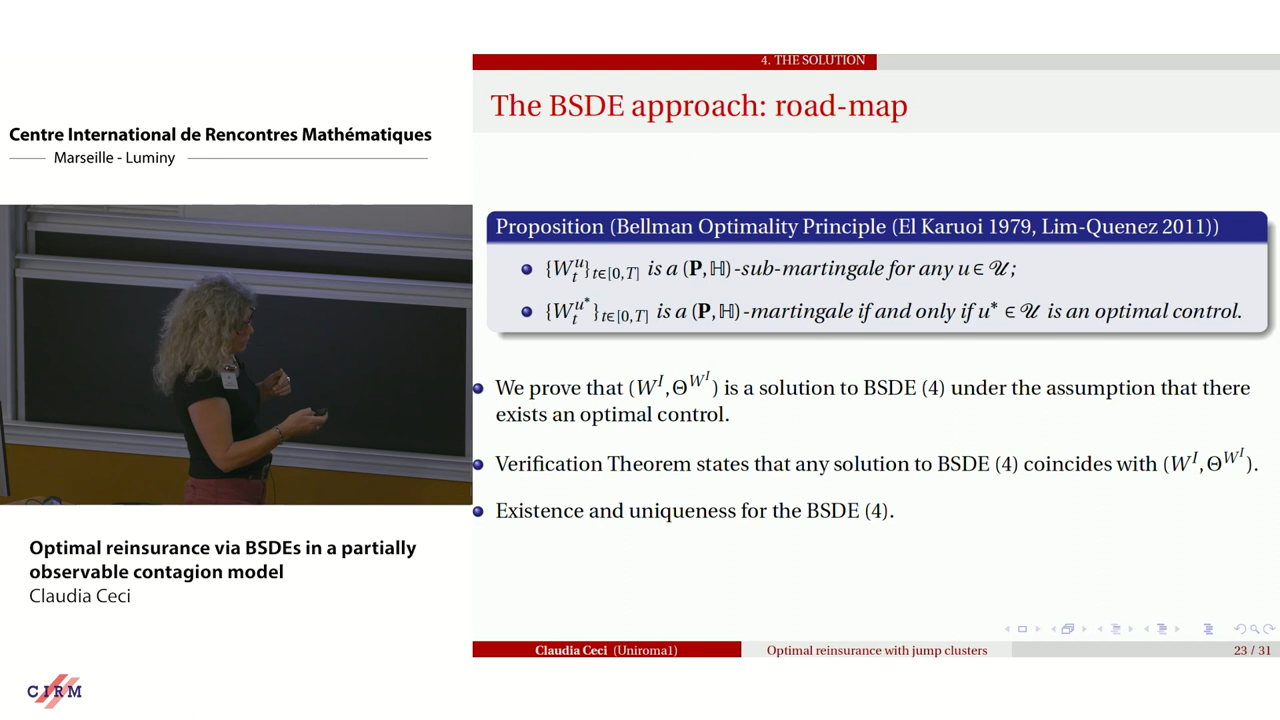 Centre International de Rencontres Mathématiques
Marseille - Luminy
4. THE SOLUTION
The BSDE approach: road-map
Proposition (Bellman Optimality Principle (El Karuoi 1979, Lim-Quenez 2011))
{W_t^u}_{t∈[0,T]} is a (P,ℍ)-sub-martingale for any u ∈ 𝒰;
{W_t^{u*}}_{t∈[0,T]} is a (P,ℍ)-martingale if and only if u* ∈ 𝒰 is an optimal control.
We prove that (W^I,Θ^{W^I}) is a solution to BSDE (4) under the assumption that there
exists an optimal control.
Verification Theorem states that any solution to BSDE (4) coincides with (W^I,Θ^{W^I}).
Existence and uniqueness for the BSDE (4).
Optimal reinsurance via BSDEs in a partially
observable contagion model
Claudia Ceci
Claudia Ceci (Uniroma1)
Optimal reinsurance with jump clusters
23 / 31
CIRM